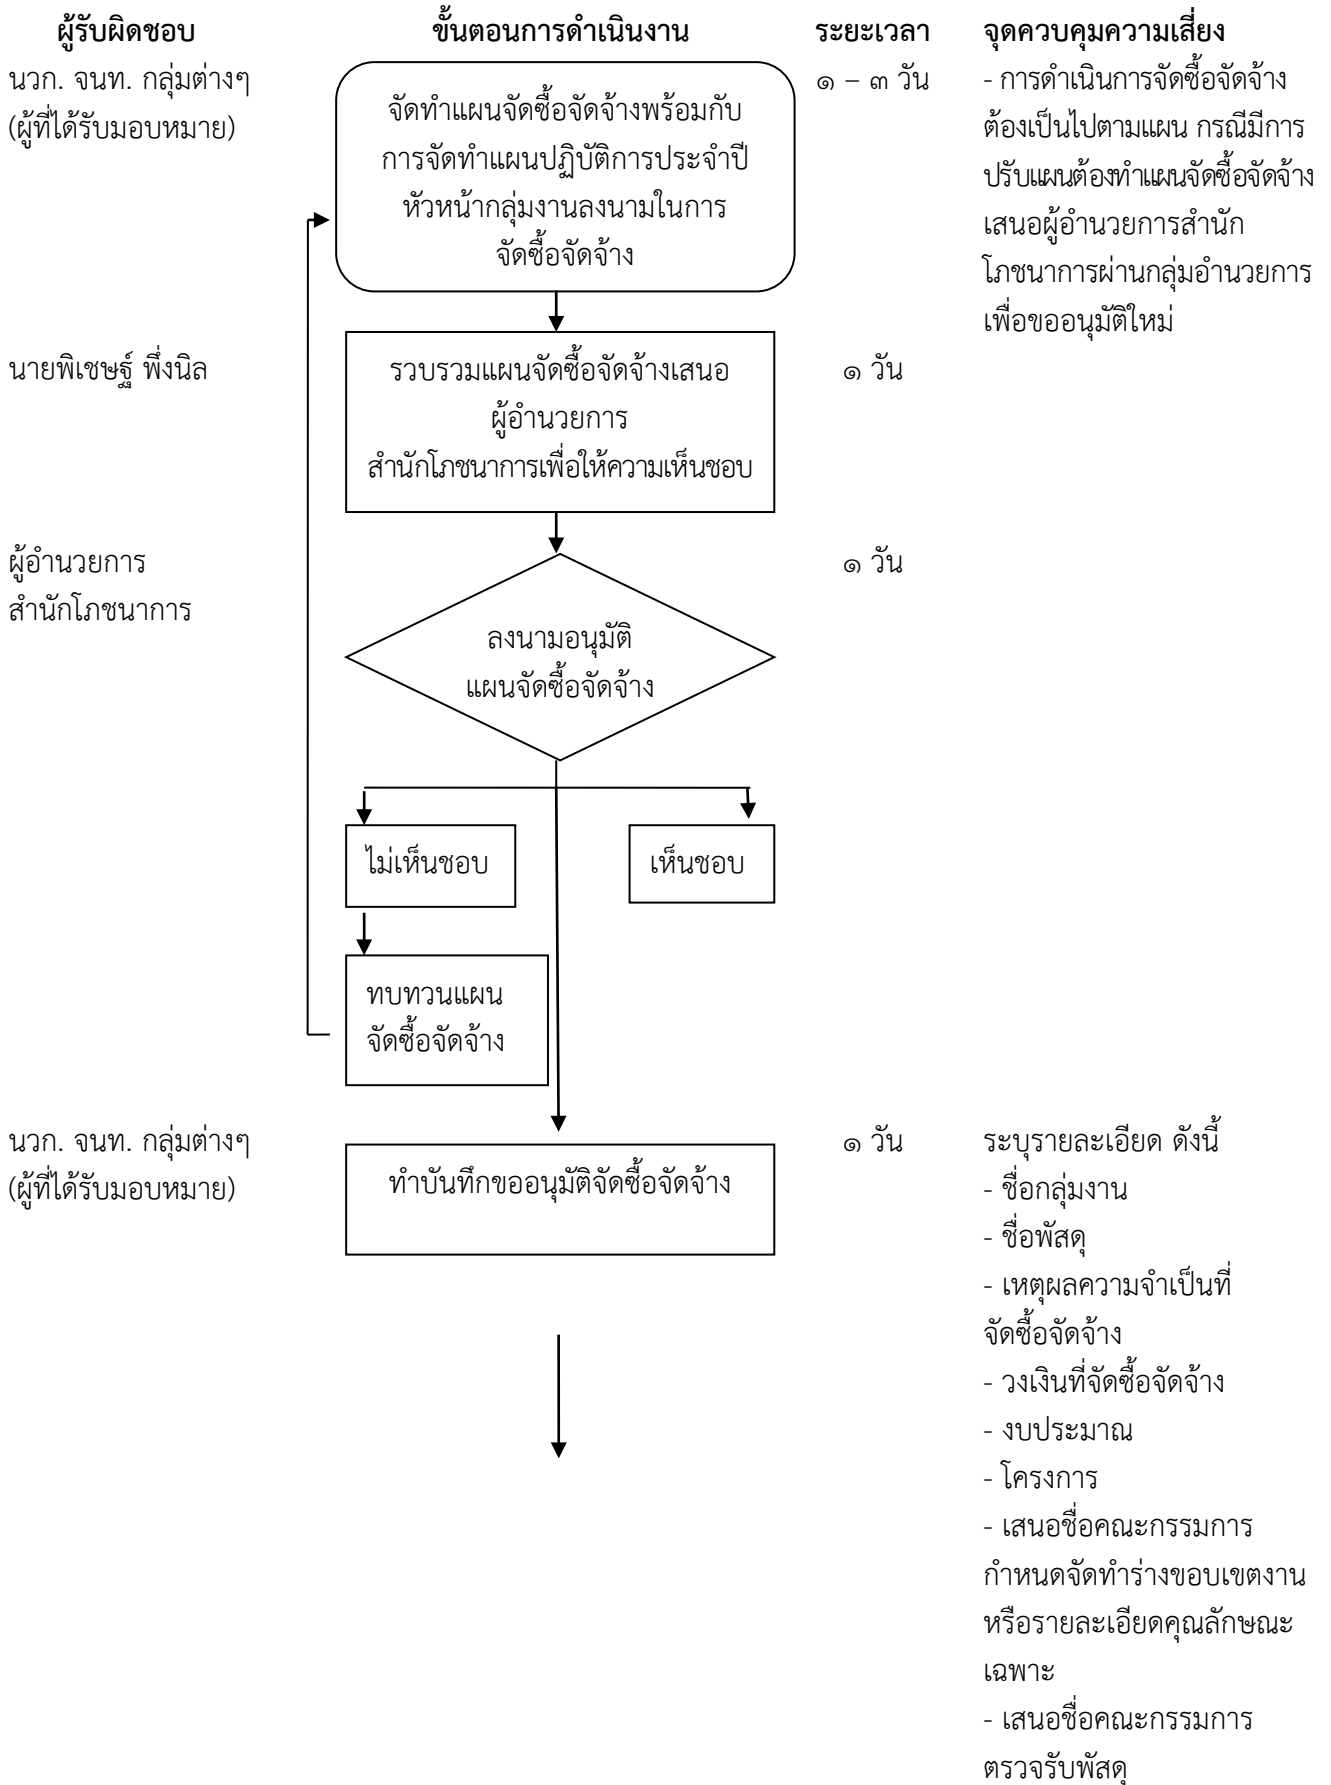 ผู้รับผิดชอบ ขั้นตอนการดำเนินงาน ระยะเวลา จุดควบคุมความเสี่ยง
นวก. จนท. กลุ่มต่างๆ
(ผู้ที่ได้รับมอบหมาย)
จัดทำแผนจัดซื้อจัดจ้างพร้อมกับ
การจัดทำแผนปฏิบัติการประจำปี
หัวหน้ากลุ่มงานลงนามในการ
จัดซื้อจัดจ้าง
๑ – ๓ วัน
- การดำเนินการจัดซื้อจัดจ้าง
ต้องเป็นไปตามแผน กรณีมีการ
ปรับแผนต้องทำแผนจัดซื้อจัดจ้าง
เสนอผู้อำนวยการสำนัก
โภชนาการผ่านกลุ่มอำนวยการ
เพื่อขออนุมัติใหม่
นายพิเชษฐ์ พึ่งนิล
รวบรวมแผนจัดซื้อจัดจ้างเสนอ
ผู้อำนวยการ
สำนักโภชนาการเพื่อให้ความเห็นชอบ
๑ วัน
ผู้อำนวยการ
สำนักโภชนาการ
๑ วัน
ลงนามอนุมัติ
แผนจัดซื้อจัดจ้าง
ไม่เห็นชอบ
เห็นชอบ
ทบทวนแผน
จัดซื้อจัดจ้าง
นวก. จนท. กลุ่มต่างๆ
(ผู้ที่ได้รับมอบหมาย)
ทำบันทึกขออนุมัติจัดซื้อจัดจ้าง
๑ วัน
ระบุรายละเอียด ดังนี้
- ชื่อกลุ่มงาน
- ชื่อพัสดุ
- เหตุผลความจำเป็นที่
จัดซื้อจัดจ้าง
- วงเงินที่จัดซื้อจัดจ้าง
- งบประมาณ
- โครงการ
- เสนอชื่อคณะกรรมการ
กำหนดจัดทำร่างขอบเขตงาน
หรือรายละเอียดคุณลักษณะ
เฉพาะ
- เสนอชื่อคณะกรรมการ
ตรวจรับพัสดุ